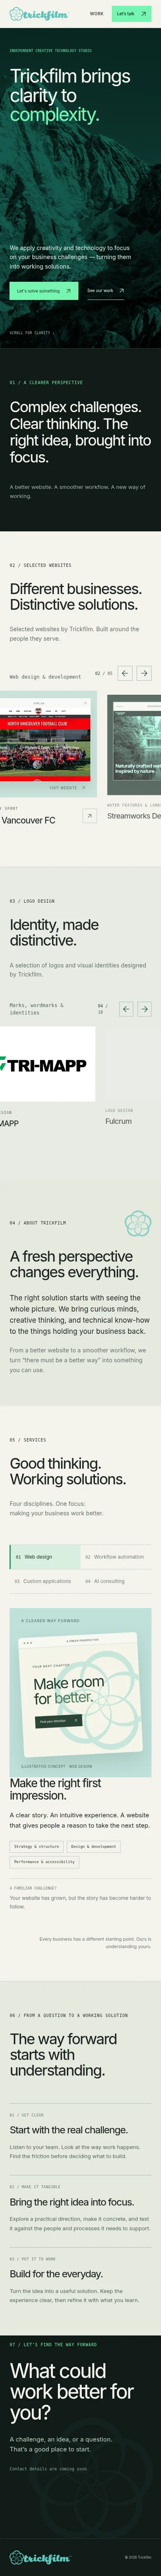 trickfilm
WORK
Let's talk
INDEPENDENT CREATIVE TECHNOLOGY STUDIO
Trickfilm brings
clarity to
complexity.
We apply creativity and technology to focus
on your business challenges — turning them
into working solutions.
Let's solve something
See our work
SCROLL FOR CLARITY ↓
01 / A CLEARER PERSPECTIVE
Complex challenges.
Clear thinking. The
right idea, brought into
focus.
A better website. A smoother workflow. A new way of
working.
02 / SELECTED WEBSITES
Different businesses.
Distinctive solutions.
Selected websites by Trickfilm. Built around the
people they serve.
Web design & development
02 / 05
NORTH VANCOUVER FOOTBALL CLUB
VISIT WEBSITE
Naturally crafted wat
Inspired by nature
SPORT
Vancouver FC
WATER FEATURES & LANDS
Streamworks De
03 / LOGO DESIGN
Identity, made
distinctive.
A selection of logos and visual identities designed
by Trickfilm.
Marks, wordmarks &
identities
04 /
10
TRI-MAPP
MAPP
LOGO DESIGN
Fulcrum
04 / ABOUT TRICKFILM
A fresh perspective
changes everything.
The right solution starts with seeing the
whole picture. We bring curious minds,
creative thinking, and technical know-how
to the things holding your business back.
From a better website to a smoother workflow, we
turn “there must be a better way” into something
you can use.
05 / SERVICES
Good thinking.
Working solutions.
Four disciplines. One focus:
making your business work better.
01 Web design
02 Workflow automation
03 Custom applications
04 AI consulting
A CLEARER WAY FORWARD
A FRESH PERSPECTIVE
YOUR NEXT CHAPTER
Make room
for better.
Find your direction
ILLUSTRATIVE CONCEPT · WEB DESIGN
Make the right first
impression.
A clear story. An intuitive experience. A website
that gives people a reason to take the next step.
Strategy & structure
Design & development
Performance & accessibility
A FAMILIAR CHALLENGE?
Your website has grown, but the story has become harder to
follow.
Every business has a different starting point. Ours is
understanding yours.
06 / FROM A QUESTION TO A WORKING SOLUTION
The way forward
starts with
understanding.
01 / GET CLEAR
Start with the real challenge.
Listen to your team. Look at the way work happens.
Find the friction before deciding what to build.
02 / MAKE IT TANGIBLE
Bring the right idea into focus.
Explore a practical direction, make it concrete, and test
it against the people and processes it needs to support.
03 / PUT IT TO WORK
Build for the everyday.
Turn the idea into a useful solution. Keep the
experience clear, then refine it with what you learn.
07 / LET'S FIND THE WAY FORWARD
What could
work better for
you?
A challenge, an idea, or a question.
That's a good place to start.
Contact details are coming soon.
trickfilm
© 2026 Trickfilm